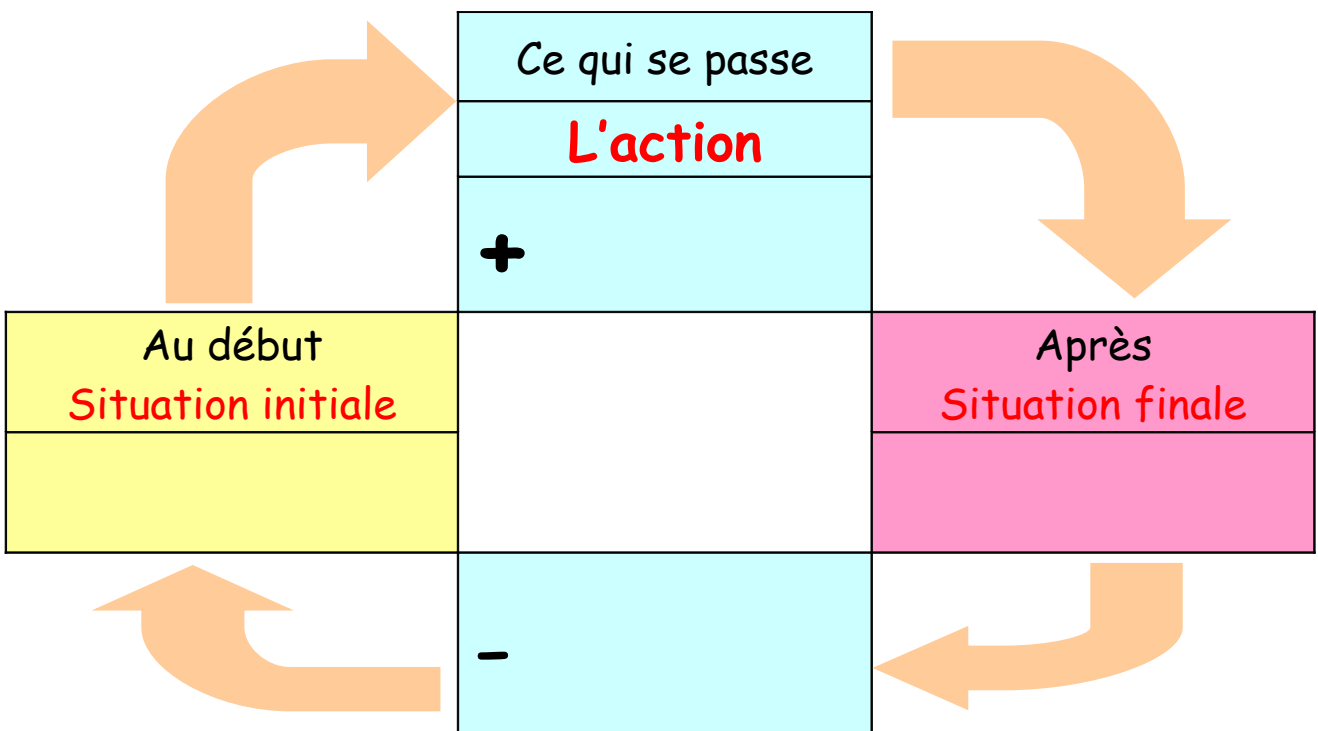 Ce qui se passe
L'action
+
Au début
Situation initiale
Après
Situation finale
-